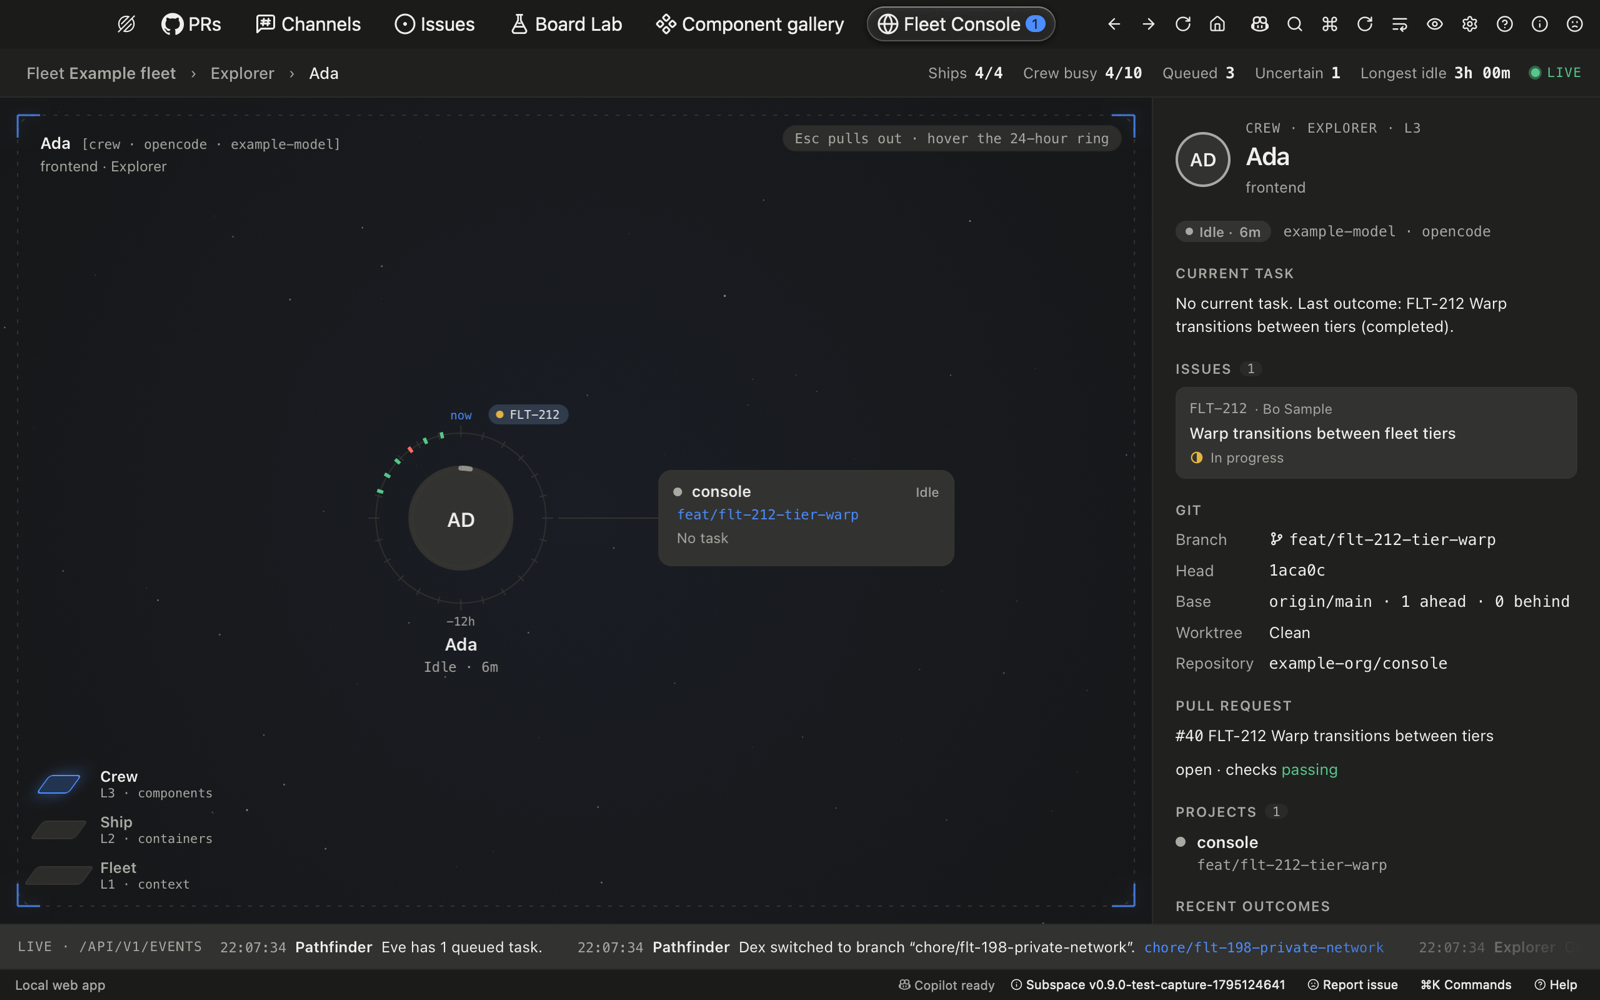 PRs
Channels
Issues
Board Lab
Component gallery
Fleet Console 1
Fleet Example fleet › Explorer › Ada
Ships 4/4 Crew busy 4/10 Queued 3 Uncertain 1 Longest idle 3h 00m LIVE
Ada [crew · opencode · example-model]
frontend · Explorer
Esc pulls out · hover the 24-hour ring
now
FLT-212
AD
-12h
Ada
Idle · 6m
console Idle
feat/flt-212-tier-warp
No task
Crew
L3 · components
Ship
L2 · containers
Fleet
L1 · context
CREW · EXPLORER · L3
AD
Ada
frontend
Idle · 6m example-model · opencode
CURRENT TASK
No current task. Last outcome: FLT-212 Warp
transitions between tiers (completed).
ISSUES 1
FLT-212 · Bo Sample
Warp transitions between fleet tiers
In progress
GIT
Branch feat/flt-212-tier-warp
Head 1aca0c
Base origin/main · 1 ahead · 0 behind
Worktree Clean
Repository example-org/console
PULL REQUEST
#40 FLT-212 Warp transitions between tiers
open · checks passing
PROJECTS 1
console
feat/flt-212-tier-warp
RECENT OUTCOMES
LIVE · /API/V1/EVENTS 22:07:34 Pathfinder Eve has 1 queued task. 22:07:34 Pathfinder Dex switched to branch “chore/flt-198-private-network”. chore/flt-198-private-network 22:07:34 Explorer
Local web app
Copilot ready Subspace v0.9.0-test-capture-1795124641 Report issue ⌘K Commands Help